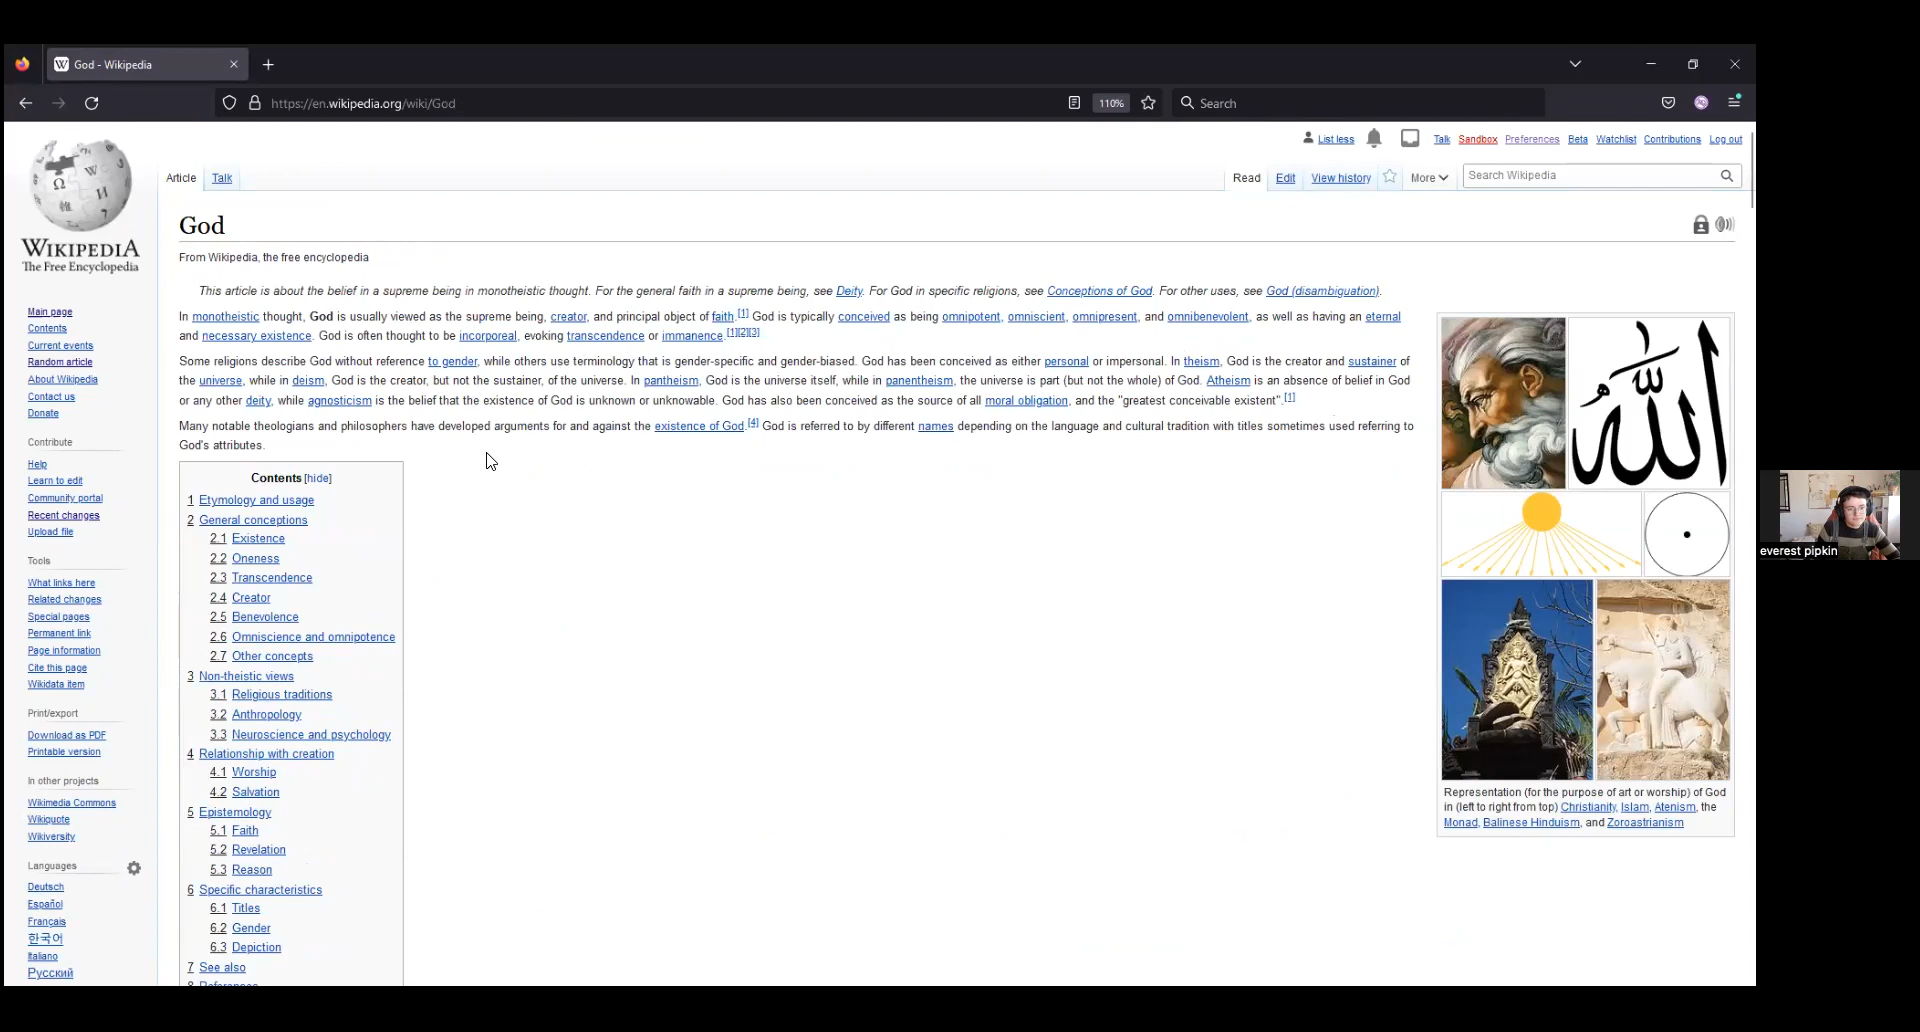 God - Wikipedia
https://en.wikipedia.org/wiki/God
110%
Search
List less Talk Sandbox Preferences Beta Watchlist Contributions Log out
Article Talk
Read Edit View history More
Search Wikipedia
WIKIPEDIA
The Free Encyclopedia
Main page
Contents
Current events
Random article
About Wikipedia
Contact us
Donate
Contribute
Help
Learn to edit
Community portal
Recent changes
Upload file
Tools
What links here
Related changes
Special pages
Permanent link
Page information
Cite this page
Wikidata item
Print/export
Download as PDF
Printable version
In other projects
Wikimedia Commons
Wikiquote
Wikiversity
Languages
Deutsch
Español
Français
한국어
Italiano
Русский
God
From Wikipedia, the free encyclopedia
This article is about the belief in a supreme being in monotheistic thought. For the general faith in a supreme being, see Deity. For God in specific religions, see Conceptions of God. For other uses, see God (disambiguation).
In monotheistic thought, God is usually viewed as the supreme being, creator, and principal object of faith.[1] God is typically conceived as being omnipotent, omniscient, omnipresent, and omnibenevolent, as well as having an eternal
and necessary existence. God is often thought to be incorporeal, evoking transcendence or immanence.[1][2][3]
Some religions describe God without reference to gender, while others use terminology that is gender-specific and gender-biased. God has been conceived as either personal or impersonal. In theism, God is the creator and sustainer of
the universe, while in deism, God is the creator, but not the sustainer, of the universe. In pantheism, God is the universe itself, while in panentheism, the universe is part (but not the whole) of God. Atheism is an absence of belief in God
or any other deity, while agnosticism is the belief that the existence of God is unknown or unknowable. God has also been conceived as the source of all moral obligation, and the "greatest conceivable existent".[1]
Many notable theologians and philosophers have developed arguments for and against the existence of God.[4] God is referred to by different names depending on the language and cultural tradition with titles sometimes used referring to
God's attributes.
Contents [hide]
1 Etymology and usage
2 General conceptions
2.1 Existence
2.2 Oneness
2.3 Transcendence
2.4 Creator
2.5 Benevolence
2.6 Omniscience and omnipotence
2.7 Other concepts
3 Non-theistic views
3.1 Religious traditions
3.2 Anthropology
3.3 Neuroscience and psychology
4 Relationship with creation
4.1 Worship
4.2 Salvation
5 Epistemology
5.1 Faith
5.2 Revelation
5.3 Reason
6 Specific characteristics
6.1 Titles
6.2 Gender
6.3 Depiction
7 See also
8 References
الله
Representation (for the purpose of art or worship) of God
in (left to right from top) Christianity, Islam, Atenism, the
Monad, Balinese Hinduism, and Zoroastrianism
everest pipkin